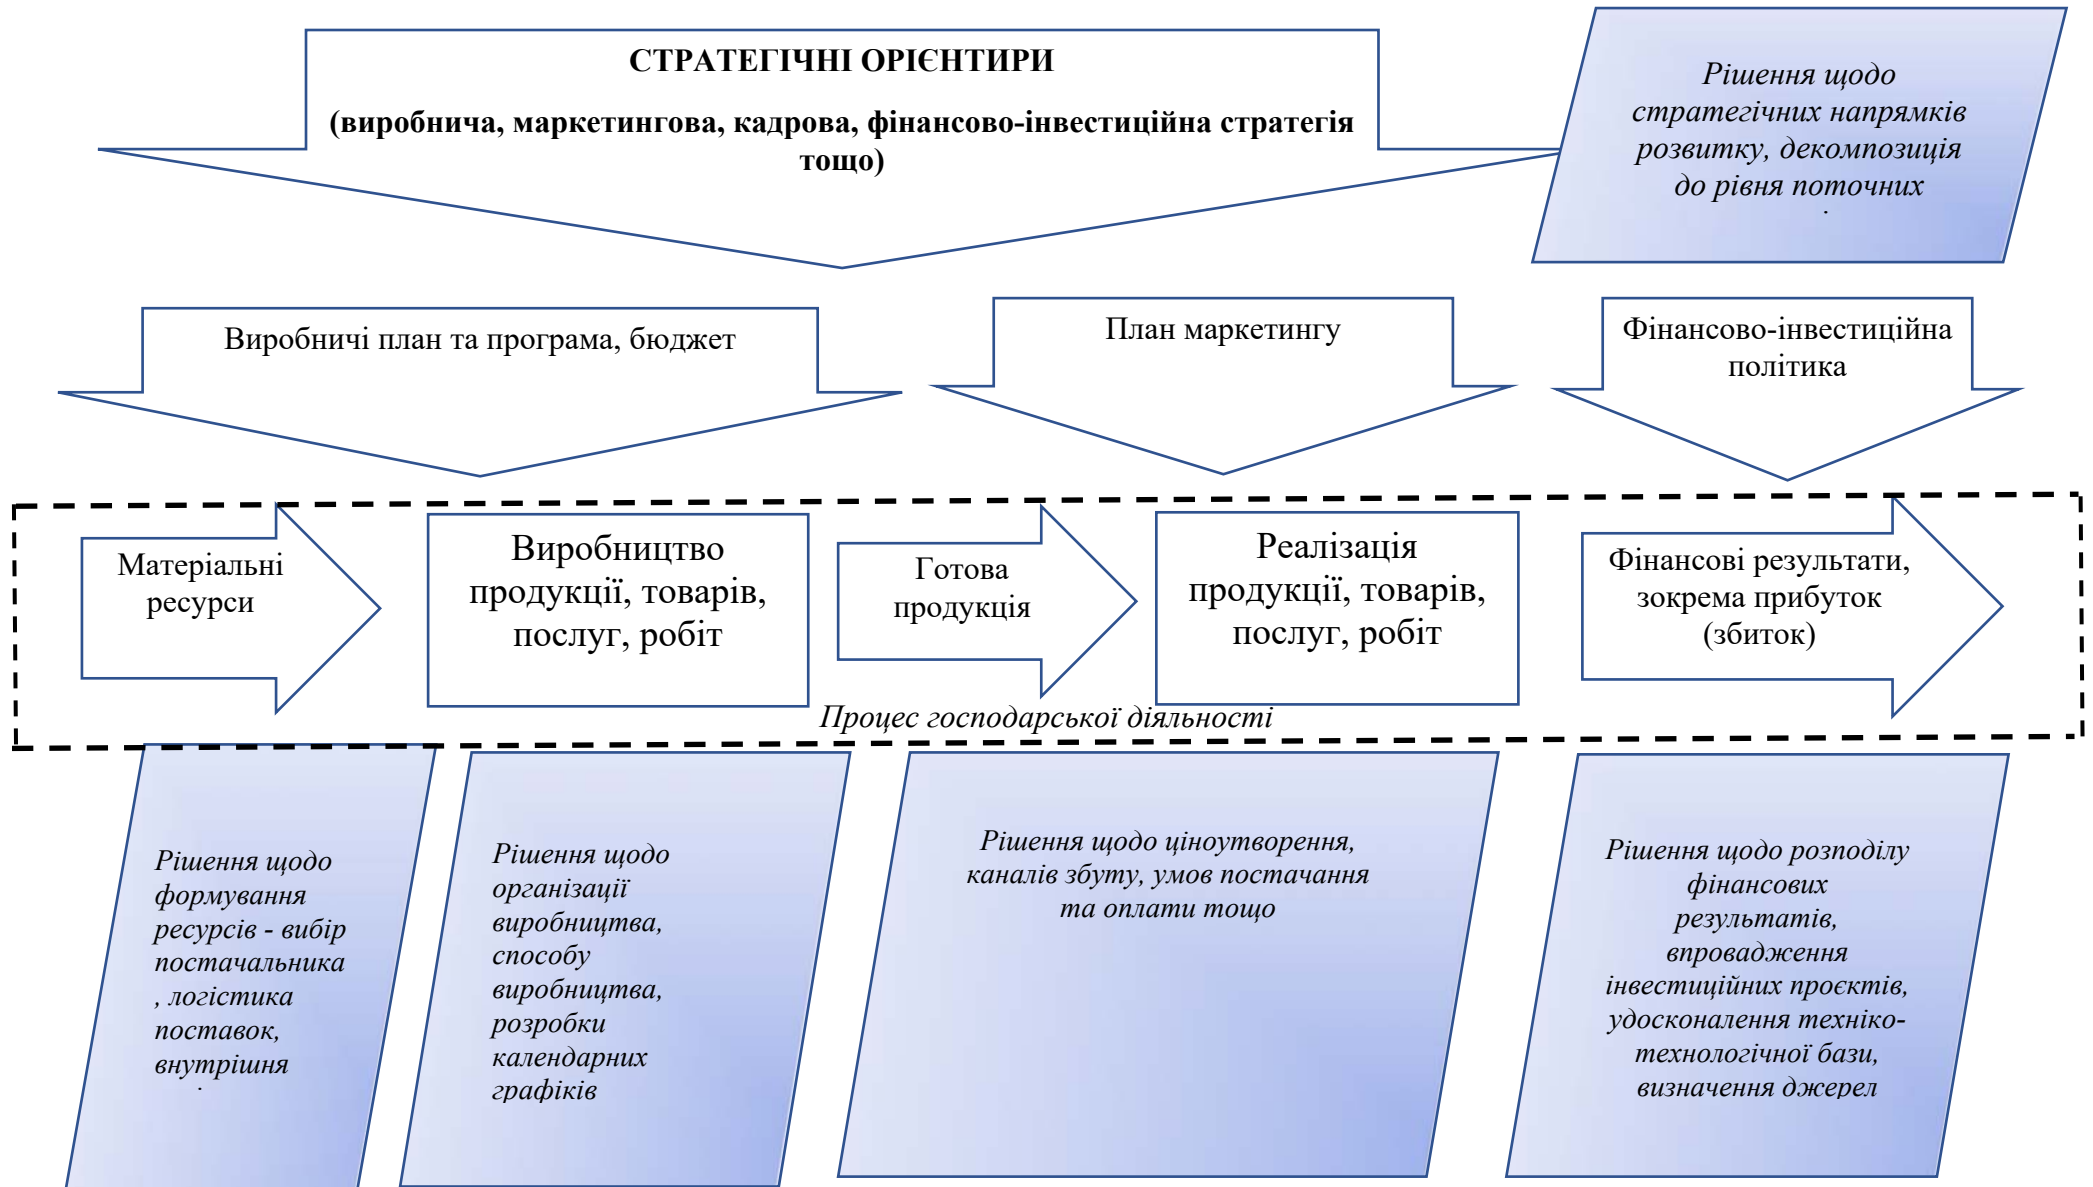 СТРАТЕГІЧНІ ОРІЄНТИРИ
(виробнича, маркетингова, кадрова, фінансово-інвестиційна стратегія
тощо)
Рішення щодо
стратегічних напрямків
розвитку, декомпозиція
до рівня поточних
Виробничі план та програма, бюджет
План маркетингу
Фінансово-інвестиційна
політика
Матеріальні
ресурси
Виробництво
продукції, товарів,
послуг, робіт
Готова
продукція
Реалізація
продукції, товарів,
послуг, робіт
Фінансові результати,
зокрема прибуток
(збиток)
Процес господарської діяльності
Рішення щодо
формування
ресурсів - вибір
постачальника
, логістика
поставок,
внутрішня
Рішення щодо
організації
виробництва,
способу
виробництва,
розробки
календарних
графіків
Рішення щодо ціноутворення,
каналів збуту, умов постачання
та оплати тощо
Рішення щодо розподілу
фінансових
результатів,
впровадження
інвестиційних проєктів,
удосконалення техніко-
технологічної бази,
визначення джерел